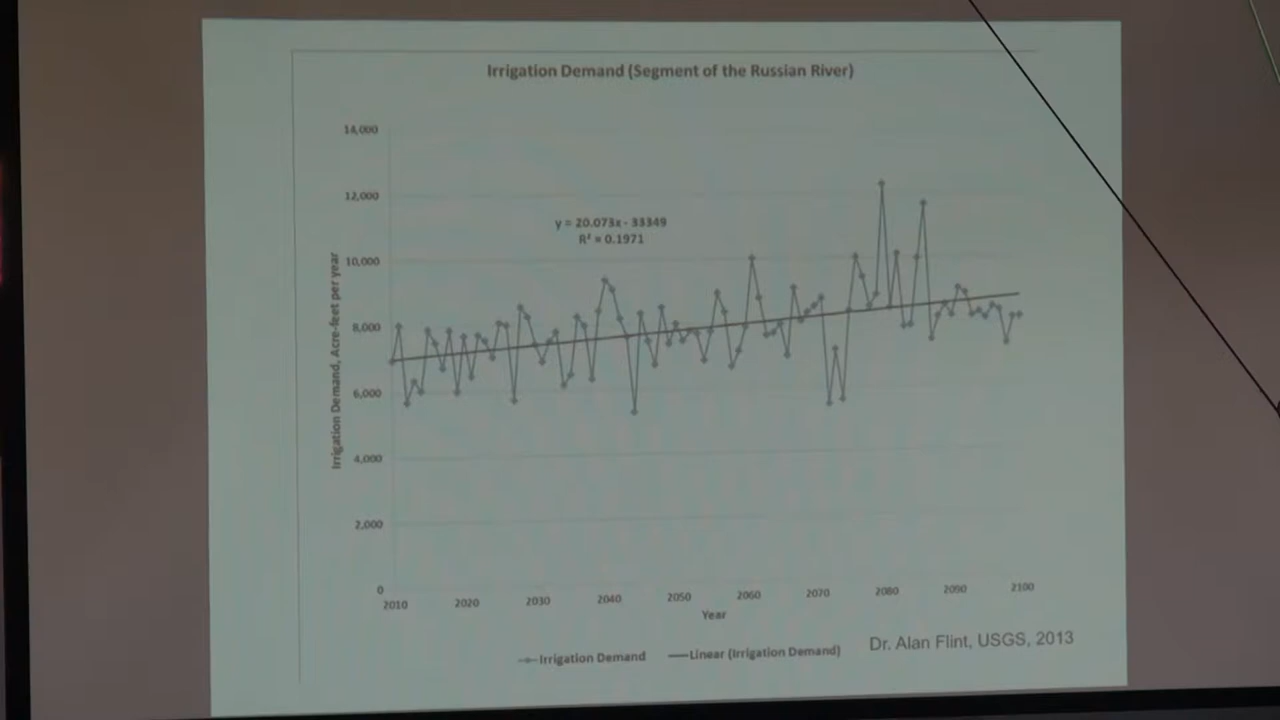 Irrigation Demand (Segment of the Russian River)
14,000
12,000
10,000
8,000
6,000
4,000
2,000
0
Irrigation Demand, Acre-feet per year
y = 20.073x - 33349
R² = 0.1971
2010 2020 2030 2040 2050 2060 2070 2080 2090 2100
Year
Irrigation Demand Linear (Irrigation Demand)
Dr. Alan Flint, USGS, 2013